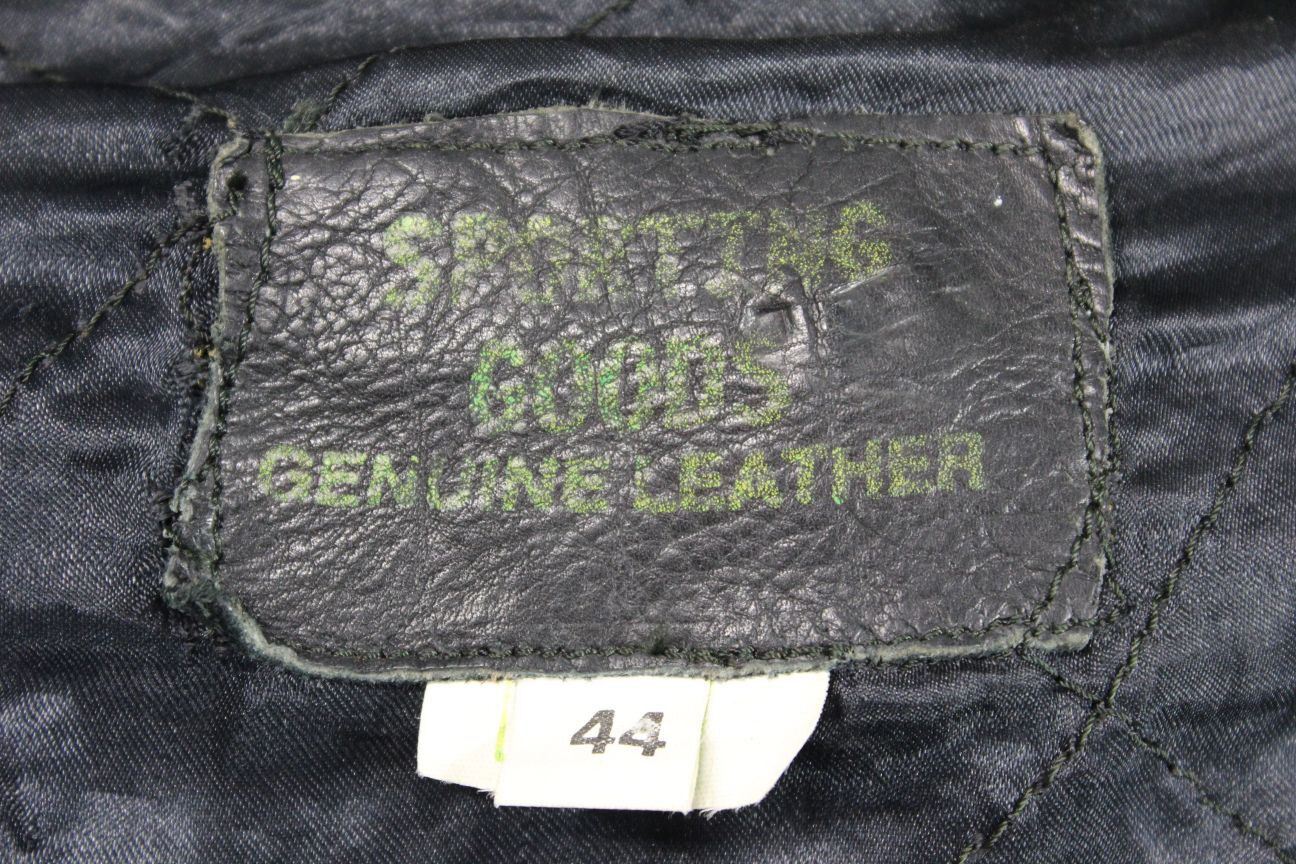 SPORTING
GOODS
GENUINE LEATHER
44